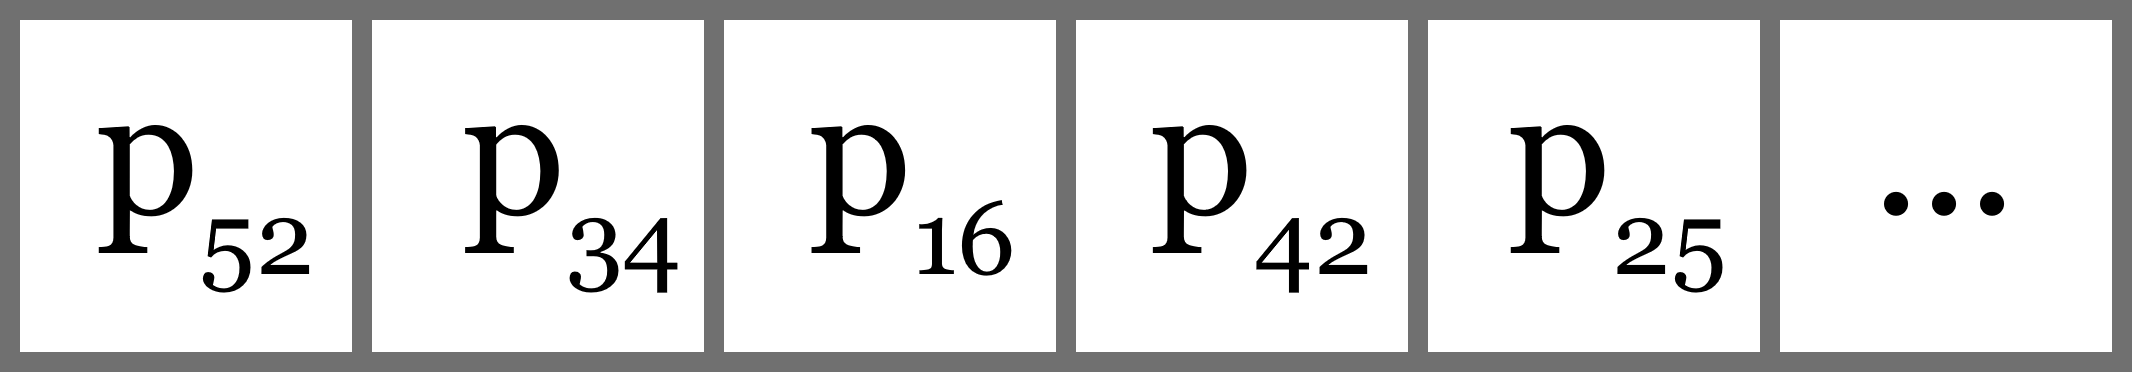 p₅₂ p₃₄ p₁₆ p₄₂ p₂₅ ...